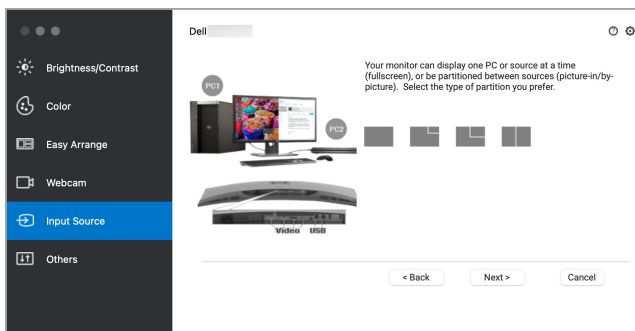 Dell
Brightness/Contrast
Color
Easy Arrange
Webcam
Input Source
Others
PC1
PC2
Video USB
Your monitor can display one PC or source at a time
(fullscreen), or be partitioned between sources (picture-in/by-
picture). Select the type of partition you prefer.
< Back
Next >
Cancel